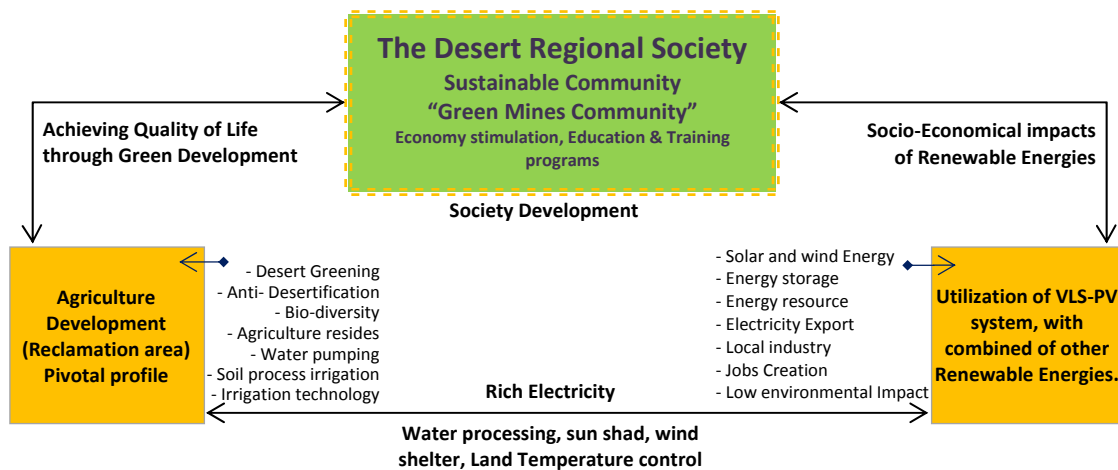 The Desert Regional Society
Sustainable Community
“Green Mines Community”
Economy stimulation, Education & Training
programs
Society Development
Achieving Quality of Life
through Green Development
Socio-Economical impacts
of Renewable Energies
Agriculture
Development
(Reclamation area)
Pivotal profile
- Desert Greening
- Anti- Desertification
- Bio-diversity
- Agriculture resides
- Water pumping
- Soil process irrigation
- Irrigation technology
- Solar and wind Energy
- Energy storage
- Energy resource
- Electricity Export
- Local industry
- Jobs Creation
- Low environmental Impact
Utilization of VLS-PV
system, with
combined of other
Renewable Energies.
Rich Electricity
Water processing, sun shad, wind
shelter, Land Temperature control